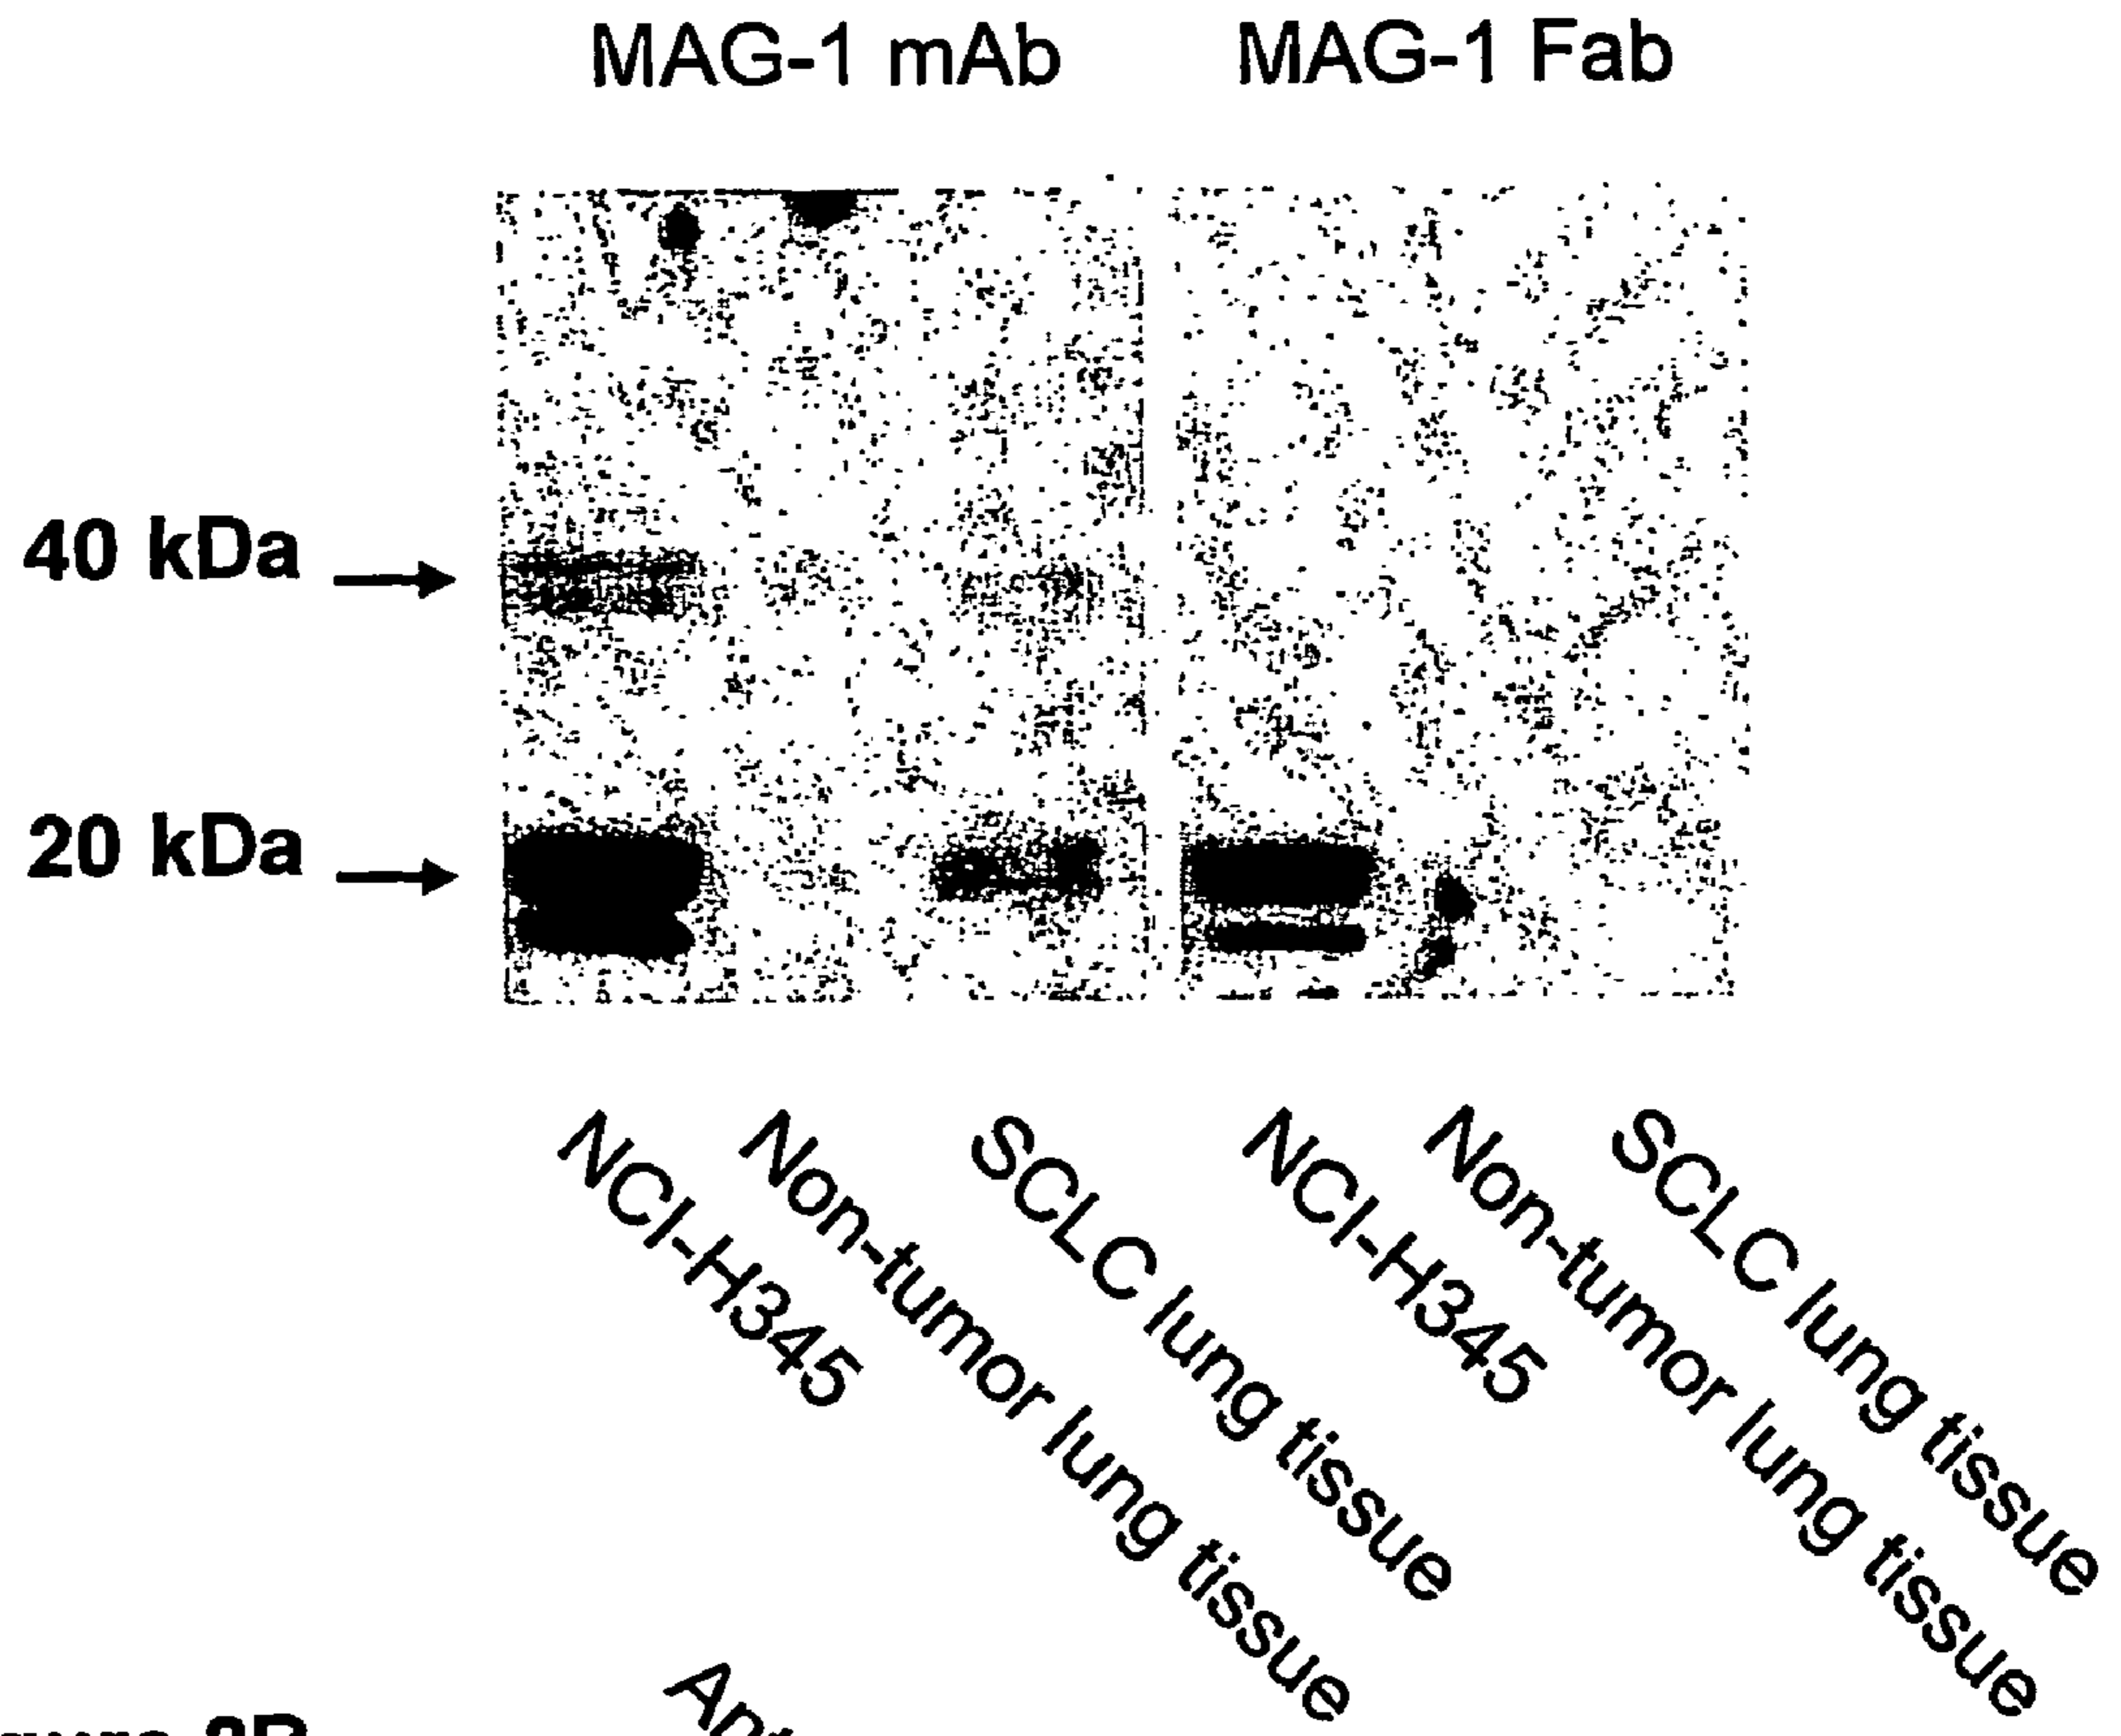 MAG-1 mAb MAG-1 Fab
40 kDa
20 kDa
NCI-H345
Non-tumor lung tissue
SCLC lung tissue
NCI-H345
Non-tumor lung tissue
SCLC lung tissue